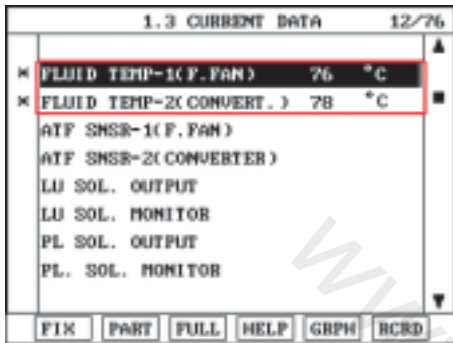 1.3 CURRENT DATA 12/76
× FLUID TEMP-1(F.FAN) 76 °C
× FLUID TEMP-2(CONVERT.) 78 °C
ATF SNSR-1(F.FAN)
ATF SNSR-2(CONVERTER)
LU SOL. OUTPUT
LU SOL. MONITOR
PL SOL. OUTPUT
PL. SOL. MONITOR
FIX PART FULL HELP GRPH RCRD